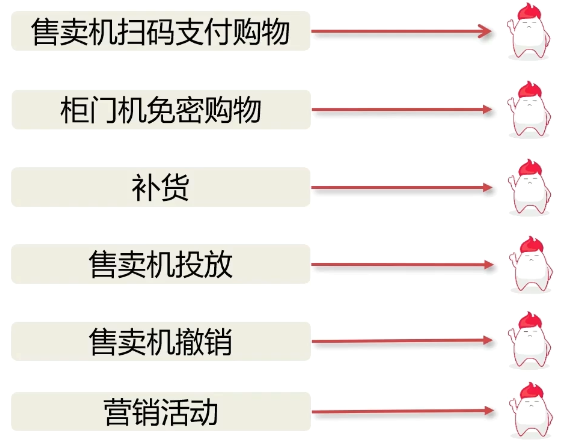 售卖机扫码支付购物
柜门机免密购物
补货
售卖机投放
售卖机撤销
营销活动